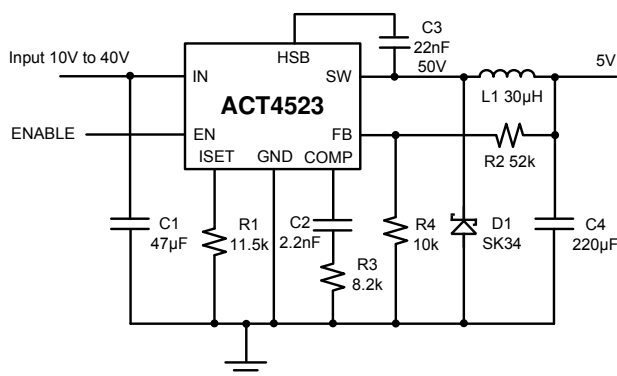 C3
22nF
50V
Input 10V to 40V
HSB
IN
SW
5V
ACT4523
L1 30µH
ENABLE
EN
FB
ISET
GND
COMP
R2 52k
C1
47µF
R1
11.5k
C2
2.2nF
R3
8.2k
R4
10k
D1
SK34
C4
220µF